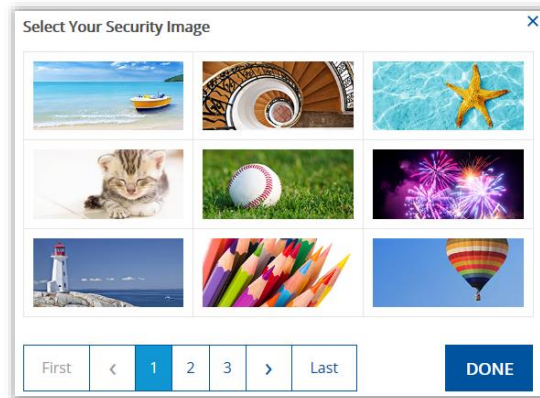 Select Your Security Image ×
First ‹ 1 2 3 › Last DONE